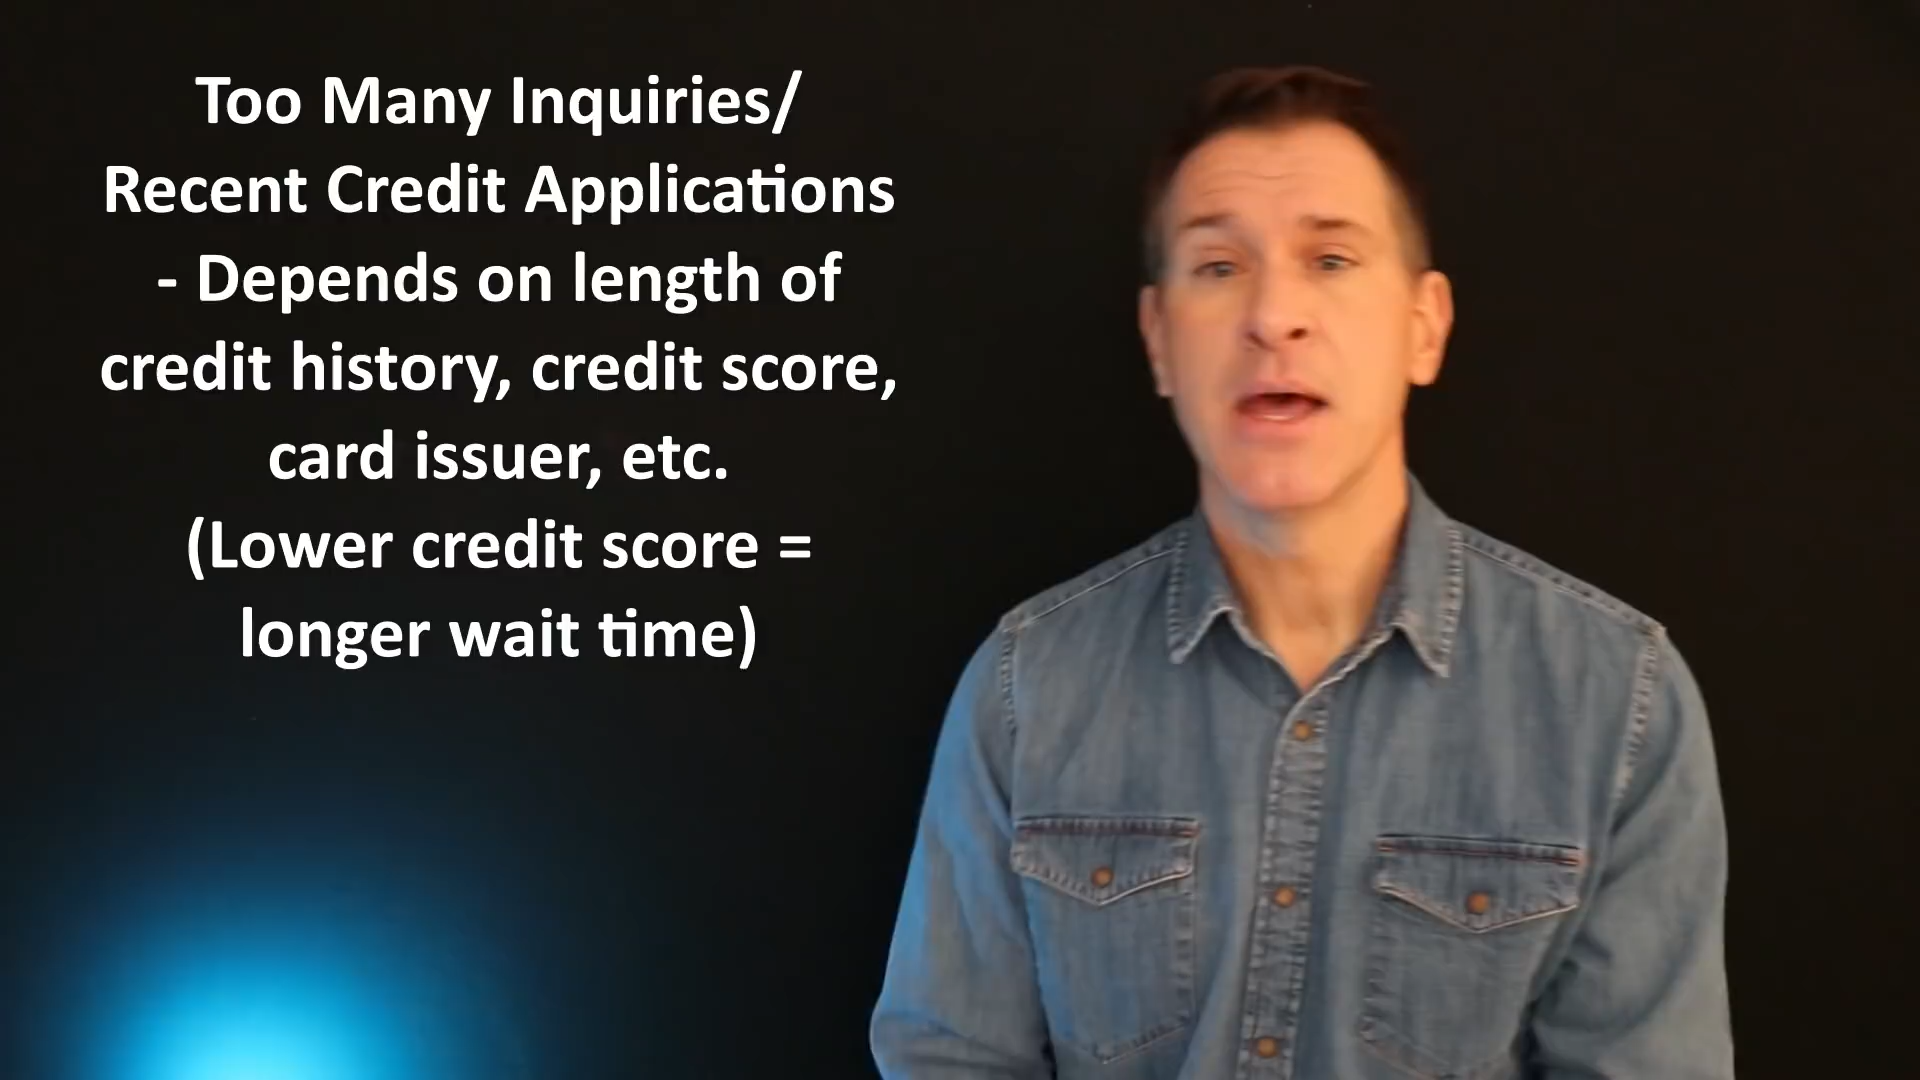 Too Many Inquiries/
Recent Credit Applications
- Depends on length of
credit history, credit score,
card issuer, etc.
(Lower credit score =
longer wait time)